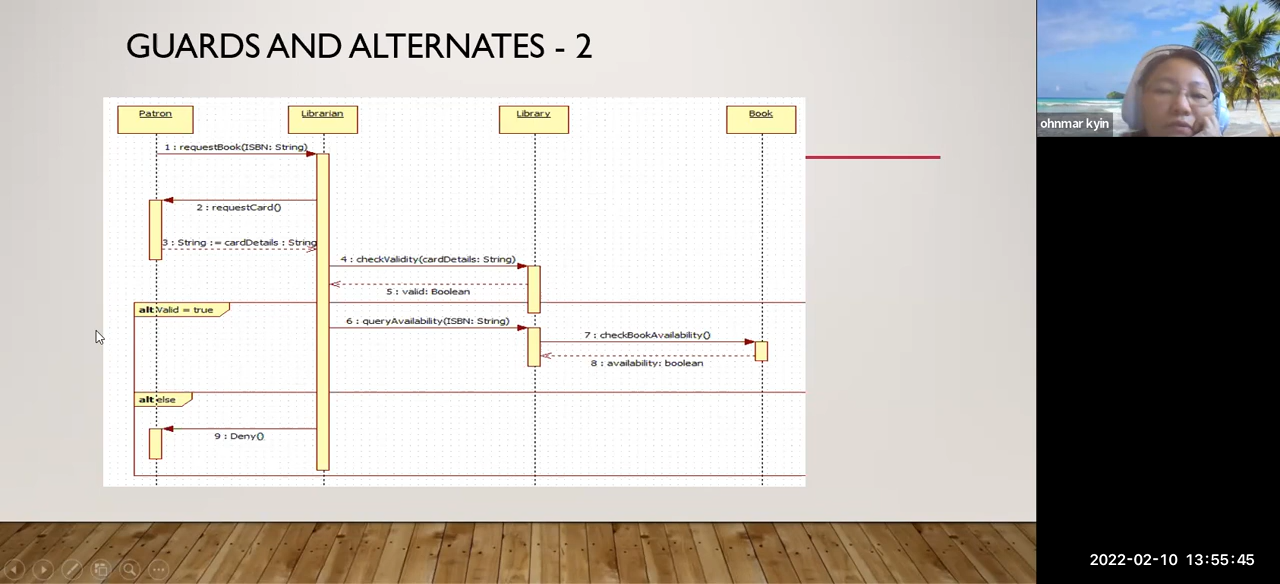 GUARDS AND ALTERNATES - 2
Patron
Librarian
Library
Book
1 : requestBook(ISBN: String)
2 : requestCard()
3 : String := cardDetails : String
4 : checkValidity(cardDetails: String)
5 : valid: Boolean
alt Valid = true
6 : queryAvailability(ISBN: String)
7 : checkBookAvailability()
8 : availability: boolean
alt else
9 : Deny()
ohnmar kyin
2022-02-10 13:55:45